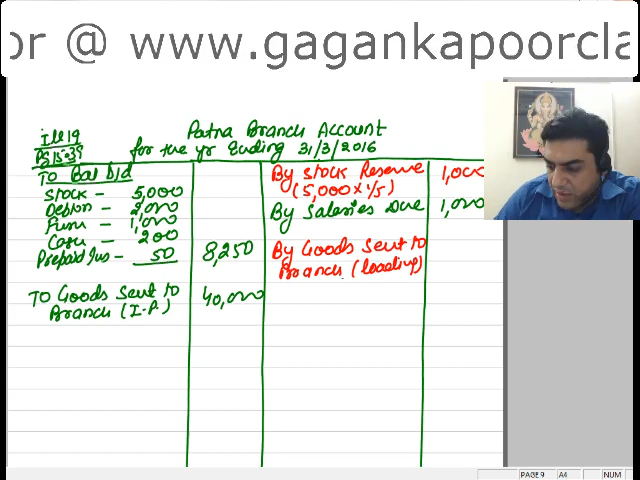 or @ www.gagankapoorcla
Ill 19
PS 15.39
Patna Branch Account
for the yr Ending 31/3/2016
To Bal b/d
Stock - 5,000
Debtors - 2,000
Furn - 1,000
Cash - 200
Prepaid Ins - 50 8,250
To Goods Sent to
Branch (I.P.) 40,000
By Stock Reserve 1,000
(5,000 x 1/5)
By Salaries Due 1,000
By Goods Sent to
Branch (loading)
PAGE 9 A4 NUM